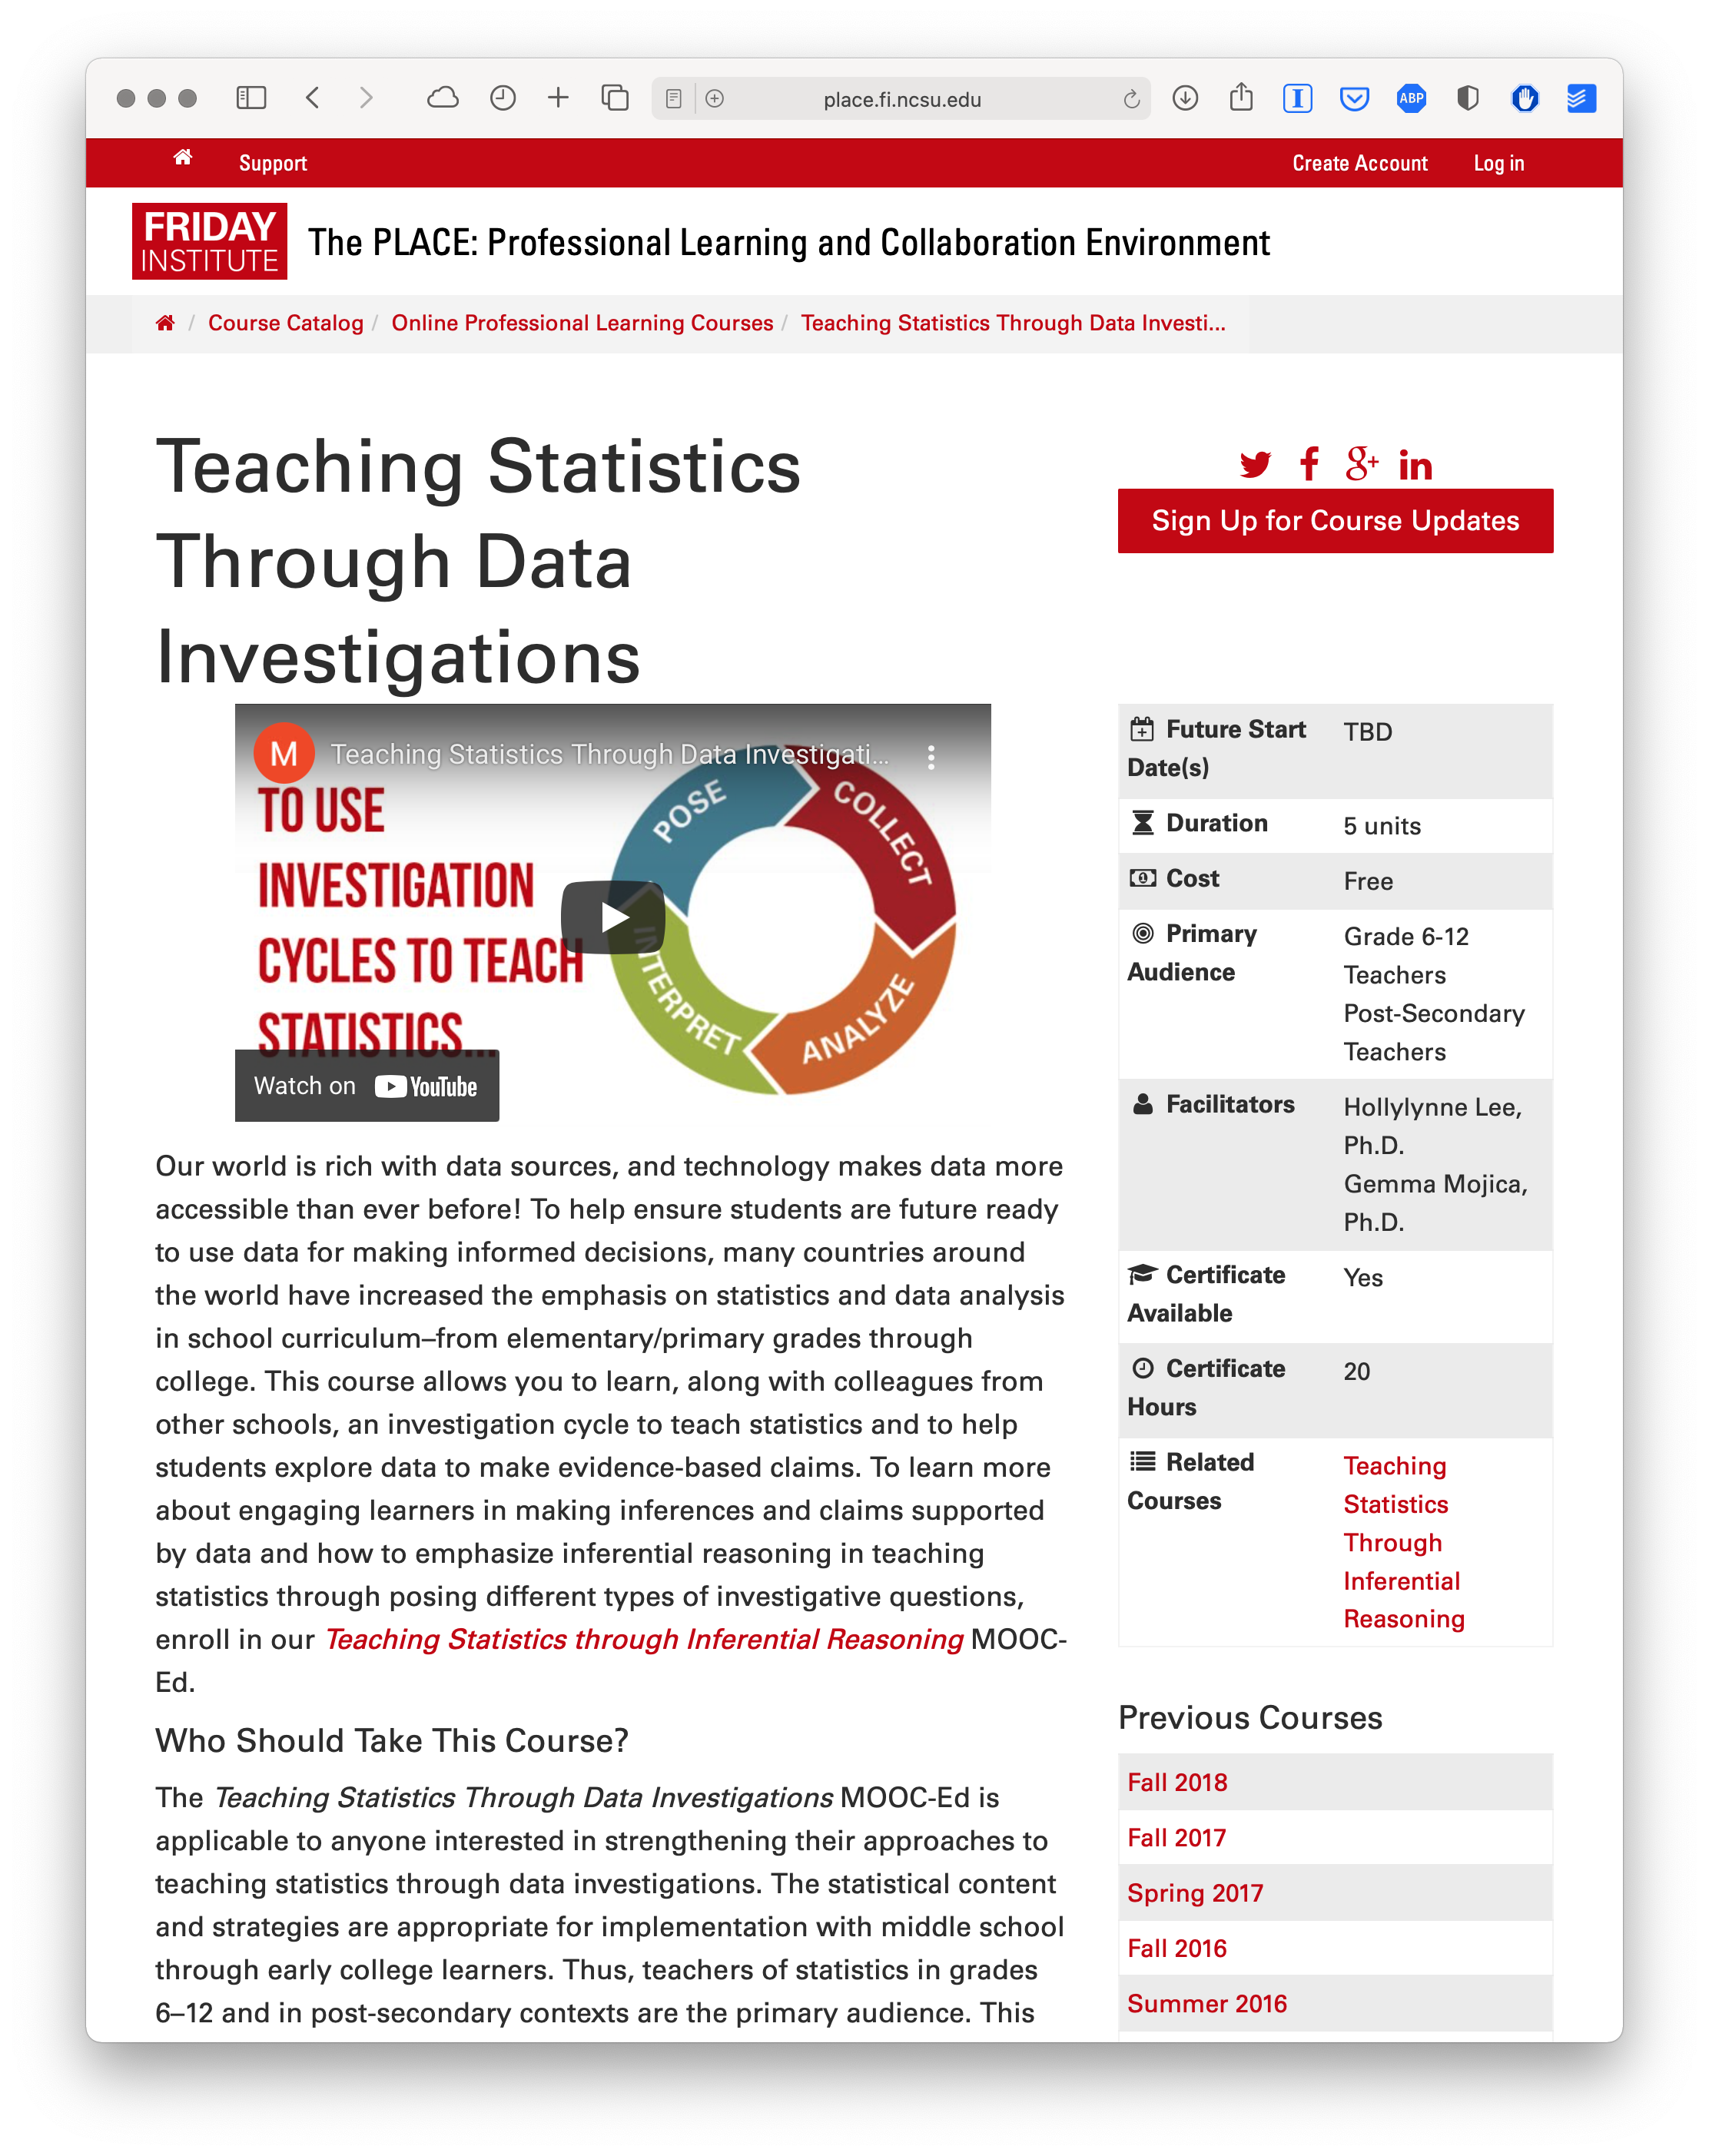 place.fi.ncsu.edu
ABP
Support
Create Account
Log in
FRIDAY
INSTITUTE
The PLACE: Professional Learning and Collaboration Environment
/ Course Catalog / Online Professional Learning Courses / Teaching Statistics Through Data Investi...
Teaching Statistics
Through Data
Investigations
Sign Up for Course Updates
M
Teaching Statistics Through Data Investigati...
TO USE
INVESTIGATION
CYCLES TO TEACH
STATISTICS...
POSE
COLLECT
ANALYZE
INTERPRET
Watch on YouTube
Our world is rich with data sources, and technology makes data more
accessible than ever before! To help ensure students are future ready
to use data for making informed decisions, many countries around
the world have increased the emphasis on statistics and data analysis
in school curriculum–from elementary/primary grades through
college. This course allows you to learn, along with colleagues from
other schools, an investigation cycle to teach statistics and to help
students explore data to make evidence-based claims. To learn more
about engaging learners in making inferences and claims supported
by data and how to emphasize inferential reasoning in teaching
statistics through posing different types of investigative questions,
enroll in our Teaching Statistics through Inferential Reasoning MOOC-
Ed.
Who Should Take This Course?
The Teaching Statistics Through Data Investigations MOOC-Ed is
applicable to anyone interested in strengthening their approaches to
teaching statistics through data investigations. The statistical content
and strategies are appropriate for implementation with middle school
through early college learners. Thus, teachers of statistics in grades
6–12 and in post-secondary contexts are the primary audience. This
Future Start
Date(s)
TBD
Duration
5 units
Cost
Free
Primary
Audience
Grade 6-12
Teachers
Post-Secondary
Teachers
Facilitators
Hollylynne Lee,
Ph.D.
Gemma Mojica,
Ph.D.
Certificate
Available
Yes
Certificate
Hours
20
Related
Courses
Teaching
Statistics
Through
Inferential
Reasoning
Previous Courses
Fall 2018
Fall 2017
Spring 2017
Fall 2016
Summer 2016